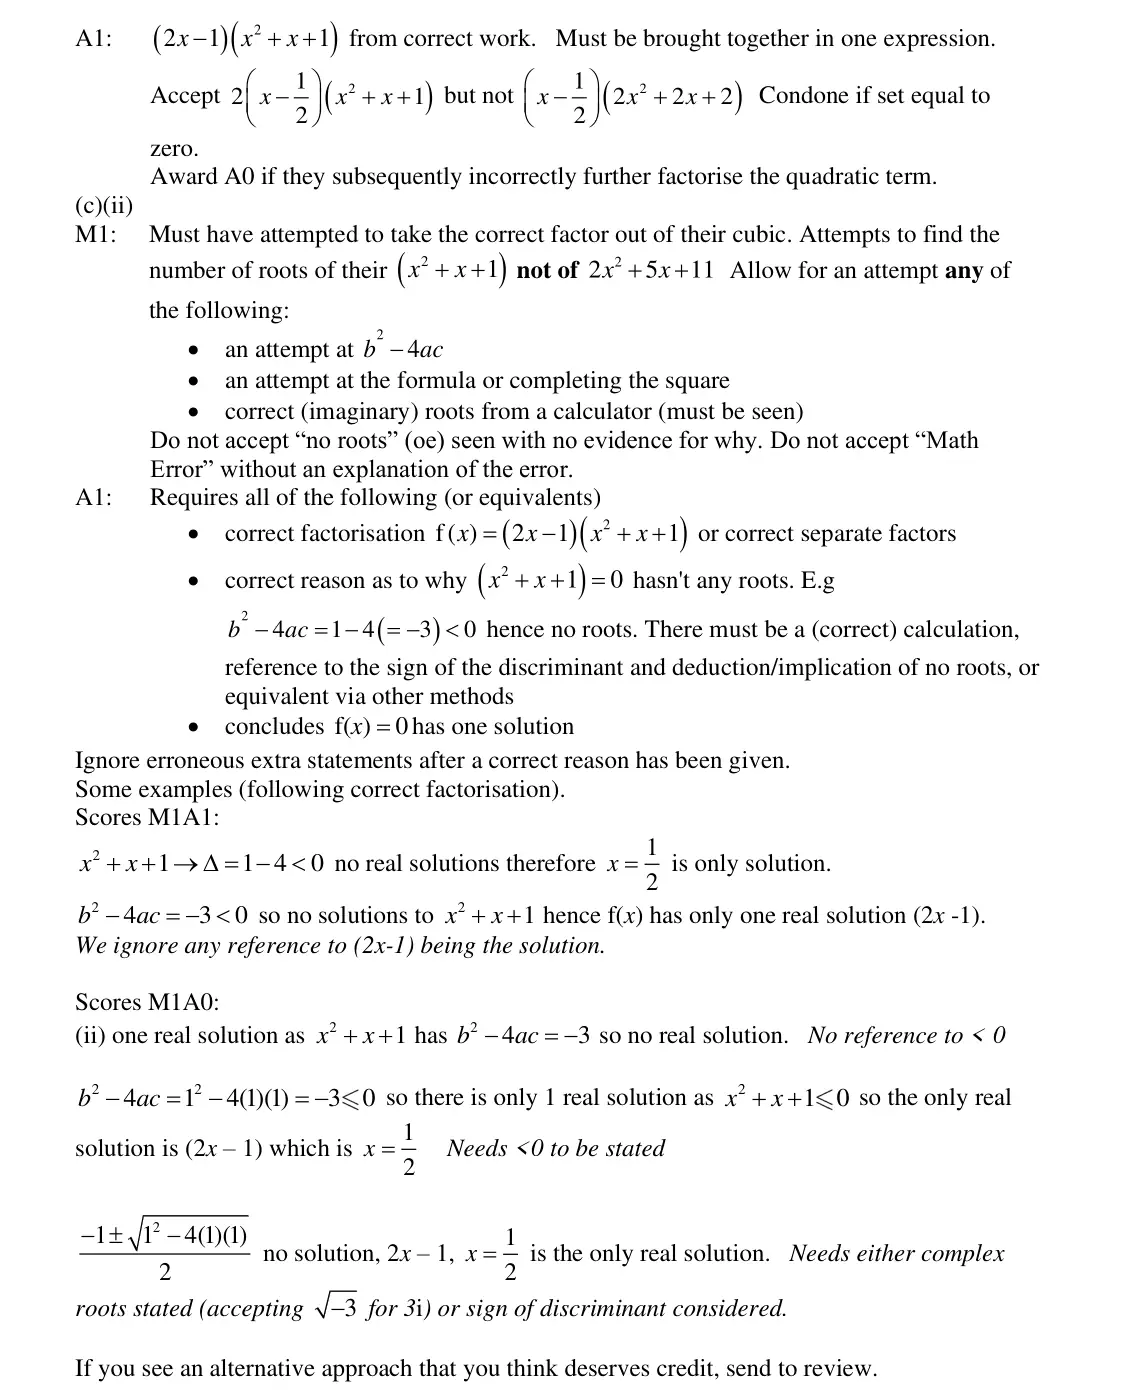 A1: (2x−1)(x²+x+1) from correct work. Must be brought together in one expression.
Accept 2(x−1/2)(x²+x+1) but not (x−1/2)(2x²+2x+2) Condone if set equal to
zero.
Award A0 if they subsequently incorrectly further factorise the quadratic term.
(c)(ii)
M1: Must have attempted to take the correct factor out of their cubic. Attempts to find the
number of roots of their (x²+x+1) not of 2x²+5x+11 Allow for an attempt any of
the following:
• an attempt at b²−4ac
• an attempt at the formula or completing the square
• correct (imaginary) roots from a calculator (must be seen)
Do not accept “no roots” (oe) seen with no evidence for why. Do not accept “Math
Error” without an explanation of the error.
A1: Requires all of the following (or equivalents)
• correct factorisation f(x)=(2x−1)(x²+x+1) or correct separate factors
• correct reason as to why (x²+x+1)=0 hasn't any roots. E.g
b²−4ac=1−4(=−3)<0 hence no roots. There must be a (correct) calculation,
reference to the sign of the discriminant and deduction/implication of no roots, or
equivalent via other methods
• concludes f(x)=0 has one solution
Ignore erroneous extra statements after a correct reason has been given.
Some examples (following correct factorisation).
Scores M1A1:
x²+x+1→Δ=1−4<0 no real solutions therefore x=1/2 is only solution.
b²−4ac=−3<0 so no solutions to x²+x+1 hence f(x) has only one real solution (2x -1).
We ignore any reference to (2x-1) being the solution.
Scores M1A0:
(ii) one real solution as x²+x+1 has b²−4ac=−3 so no real solution. No reference to < 0
b²−4ac=1²−4(1)(1)=−3⩽0 so there is only 1 real solution as x²+x+1⩽0 so the only real
solution is (2x – 1) which is x=1/2 Needs <0 to be stated
(−1±√(1²−4(1)(1)))/2 no solution, 2x – 1, x=1/2 is the only real solution. Needs either complex
roots stated (accepting √−3 for 3i) or sign of discriminant considered.
If you see an alternative approach that you think deserves credit, send to review.